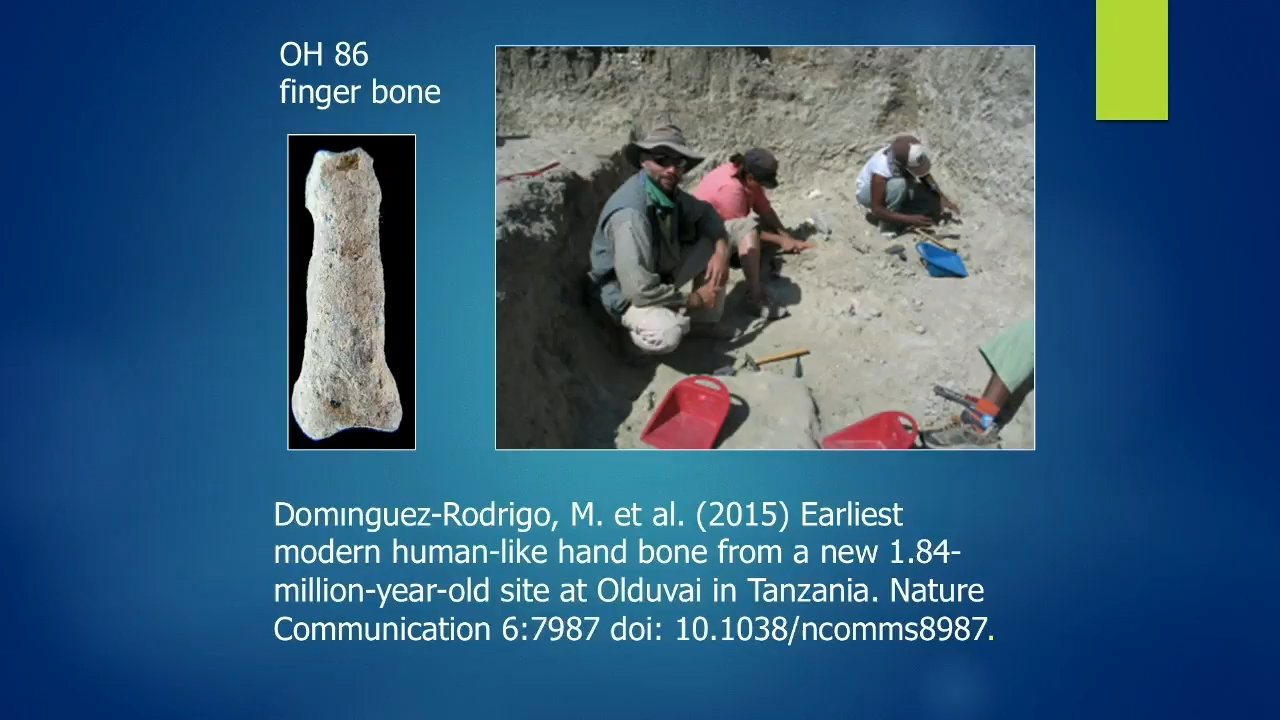 OH 86
finger bone
Domınguez-Rodrigo, M. et al. (2015) Earliest
modern human-like hand bone from a new 1.84-
million-year-old site at Olduvai in Tanzania. Nature
Communication 6:7987 doi: 10.1038/ncomms8987.